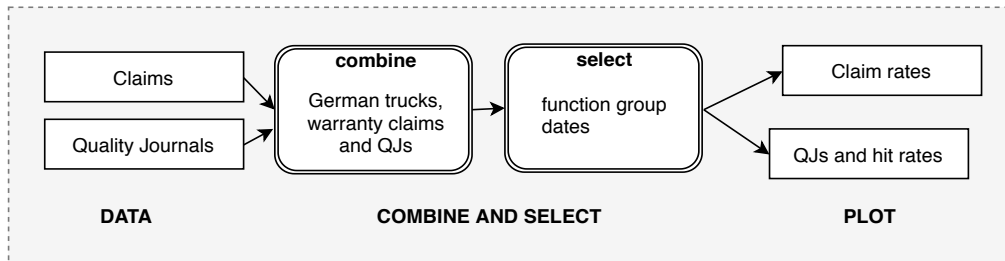 Claims
Quality Journals
combine
German trucks,
warranty claims
and QJs
select
function group
dates
Claim rates
QJs and hit rates
DATA
COMBINE AND SELECT
PLOT